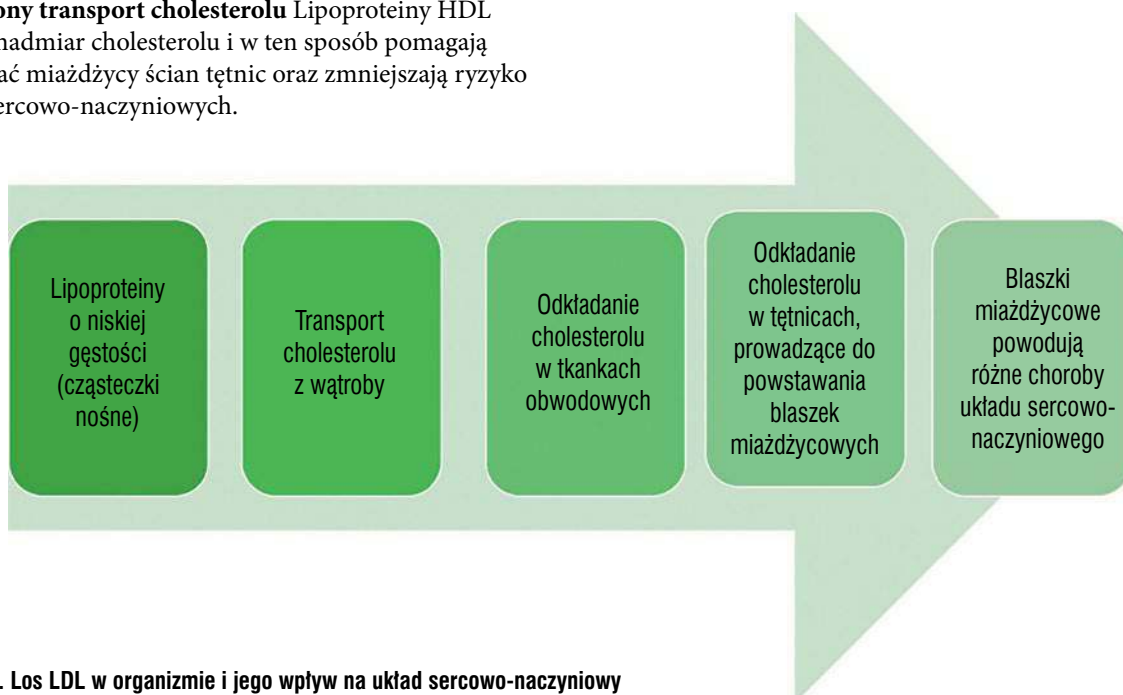 ony transport cholesterolu Lipoproteiny HDL
nadmiar cholesterolu i w ten sposób pomagają
ać miażdżycy ścian tętnic oraz zmniejszają ryzyko
ercowo-naczyniowych.
Lipoproteiny
o niskiej
gęstości
(cząsteczki
nośne)
Transport
cholesterolu
z wątroby
Odkładanie
cholesterolu
w tkankach
obwodowych
Odkładanie
cholesterolu
w tętnicach,
prowadzące do
powstawania
blaszek
miażdżycowych
Blaszki
miażdżycowe
powodują
różne choroby
układu sercowo-
naczyniowego
. Los LDL w organizmie i jego wpływ na układ sercowo-naczyniowy